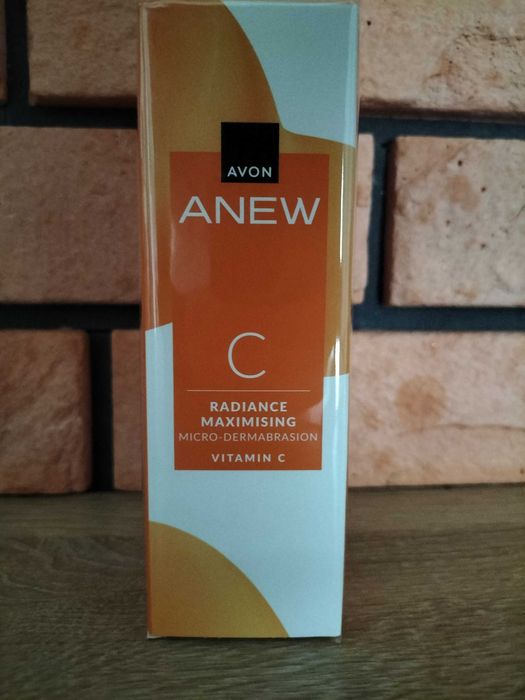 AVON
ANEW
C
RADIANCE
MAXIMISING
MICRO-DERMABRASION
VITAMIN C